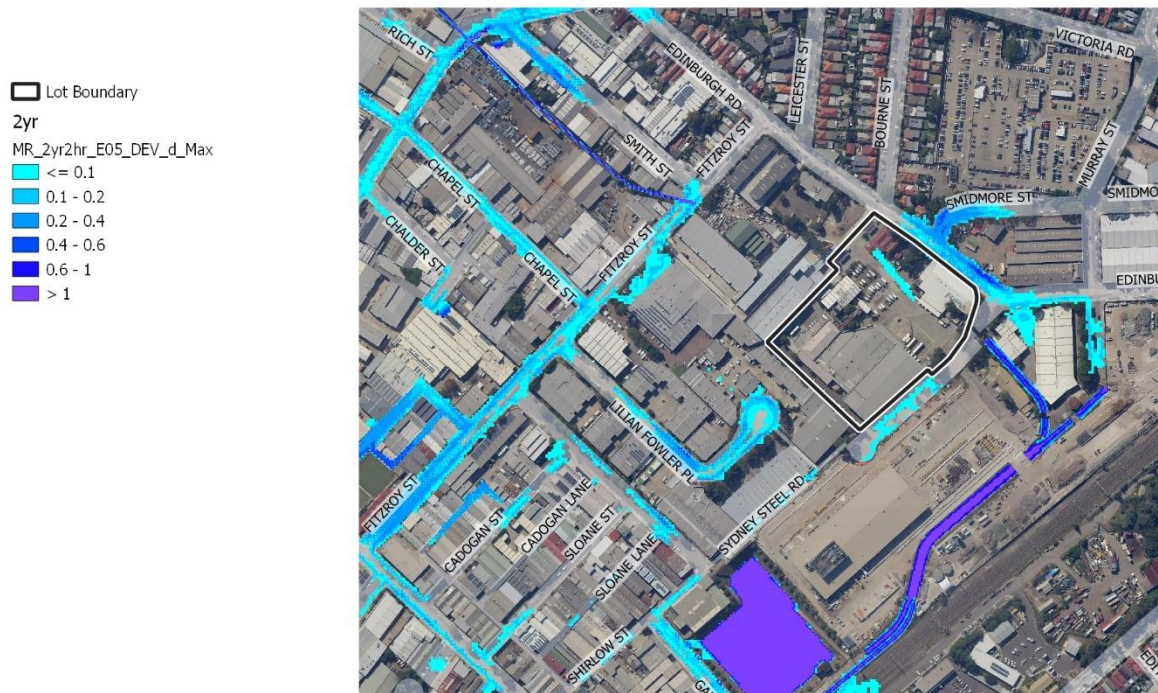 Lot Boundary
2yr
MR_2yr2hr_E05_DEV_d_Max
<= 0.1
0.1 - 0.2
0.2 - 0.4
0.4 - 0.6
0.6 - 1
> 1
RICH ST
EDINBURGH RD
LEICESTER ST
BOURNE ST
VICTORIA RD
MURRAY ST
SMITH ST
FITZROY ST
SMIDMORE ST
SMIDMO
CHAPEL ST
CHALDER ST
CHAPEL ST
FITZROY ST
EDINBU
LILIAN FOWLER PL
FITZROY ST
CADOGAN ST
CADOGAN LANE
SLOANE ST
SLOANE LANE
SYDNEY STEEL RD
SHIRLOW ST
GA
EDI